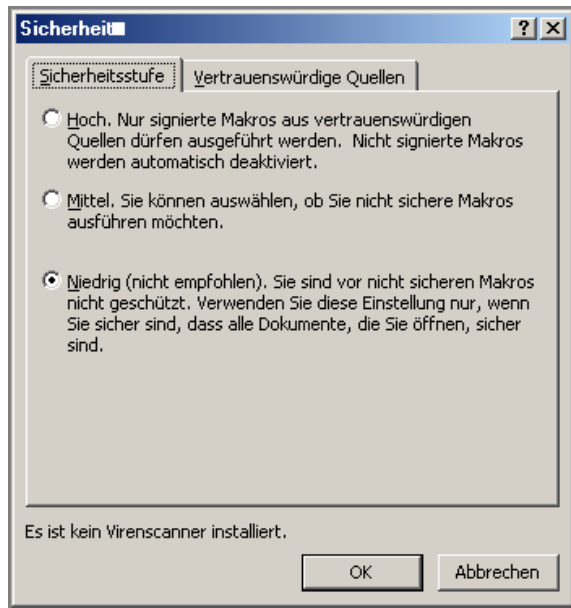 Sicherheit
Sicherheitsstufe
Vertrauenswürdige Quellen
Hoch. Nur signierte Makros aus vertrauenswürdigen
Quellen dürfen ausgeführt werden. Nicht signierte Makros
werden automatisch deaktiviert.
Mittel. Sie können auswählen, ob Sie nicht sichere Makros
ausführen möchten.
Niedrig (nicht empfohlen). Sie sind vor nicht sicheren Makros
nicht geschützt. Verwenden Sie diese Einstellung nur, wenn
Sie sicher sind, dass alle Dokumente, die Sie öffnen, sicher
sind.
Es ist kein Virenscanner installiert.
OK
Abbrechen